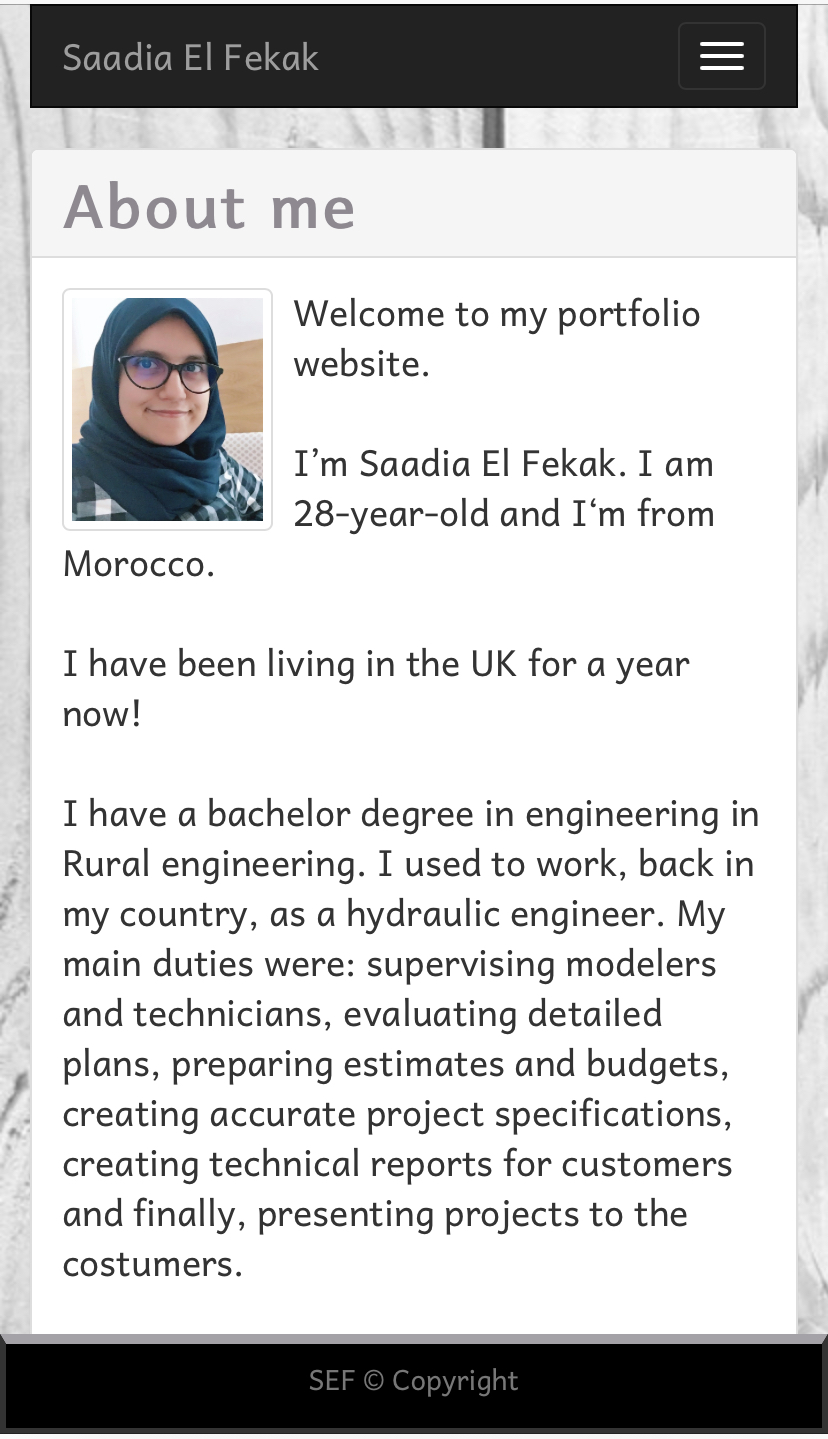 Saadia El Fekak
About me
Welcome to my portfolio
website.
I’m Saadia El Fekak. I am
28-year-old and I‘m from
Morocco.
I have been living in the UK for a year
now!
I have a bachelor degree in engineering in
Rural engineering. I used to work, back in
my country, as a hydraulic engineer. My
main duties were: supervising modelers
and technicians, evaluating detailed
plans, preparing estimates and budgets,
creating accurate project specifications,
creating technical reports for customers
and finally, presenting projects to the
costumers.
SEF © Copyright